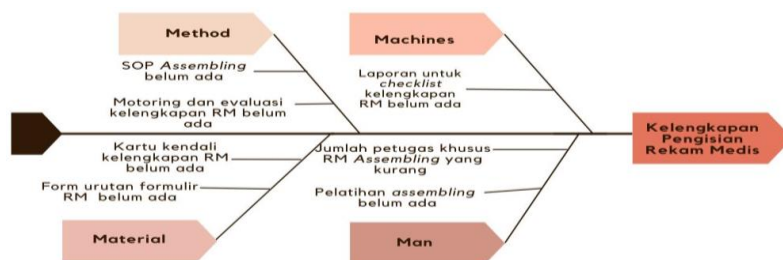 Method
SOP Assembling
belum ada
Motoring dan evaluasi
kelengkapan RM belum
ada
Machines
Laporan untuk
checklist
kelengkapan
RM belum ada
Kelengkapan
Pengisian
Rekam Medis
Kartu kendali
kelengkapan RM
belum ada
Form urutan formulir
RM belum ada
Material
Jumlah petugas khusus
RM Assembling yang
kurang
Pelatihan assembling
belum ada
Man